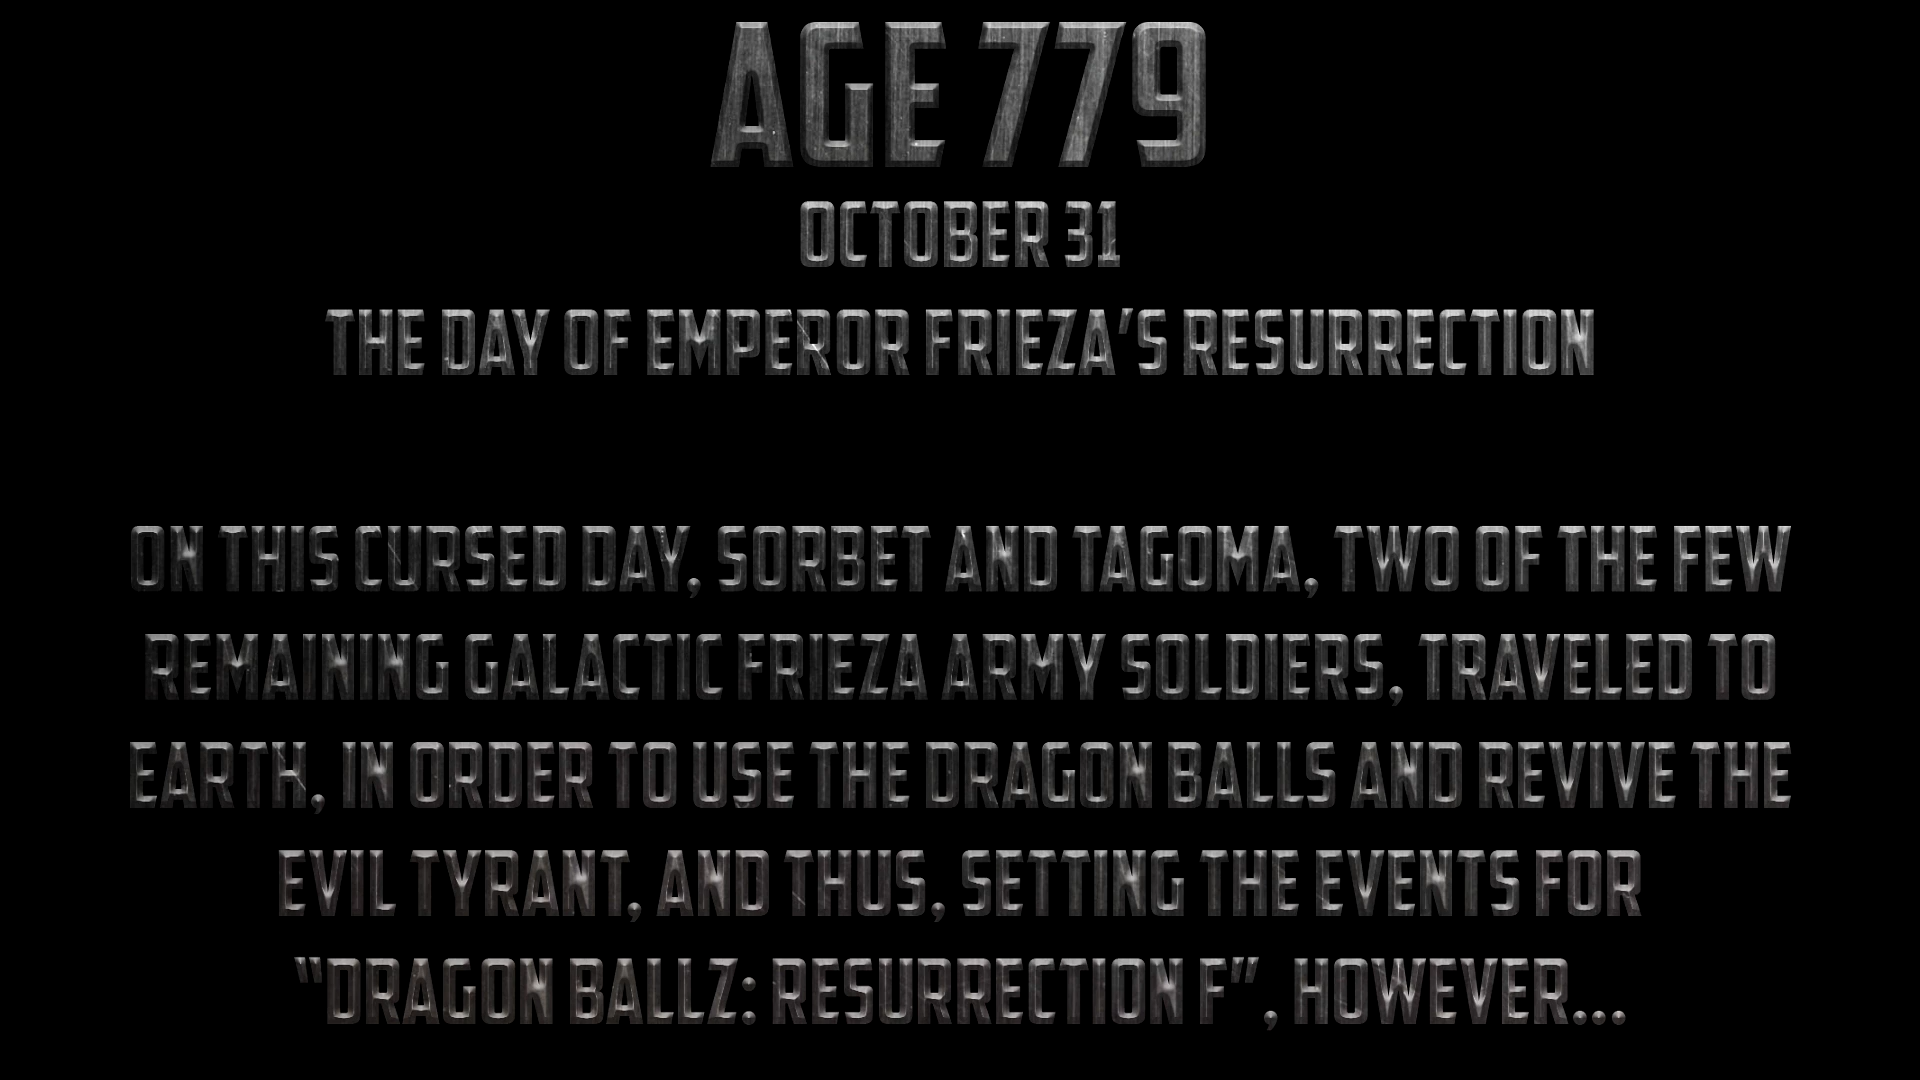 AGE 779
OCTOBER 31
THE DAY OF EMPEROR FRIEZA'S RESURRECTION
ON THIS CURSED DAY, SORBET AND TAGOMA, TWO OF THE FEW
REMAINING GALACTIC FRIEZA ARMY SOLDIERS, TRAVELED TO
EARTH, IN ORDER TO USE THE DRAGON BALLS AND REVIVE THE
EVIL TYRANT, AND THUS, SETTING THE EVENTS FOR
"DRAGON BALLZ: RESURRECTION F", HOWEVER...